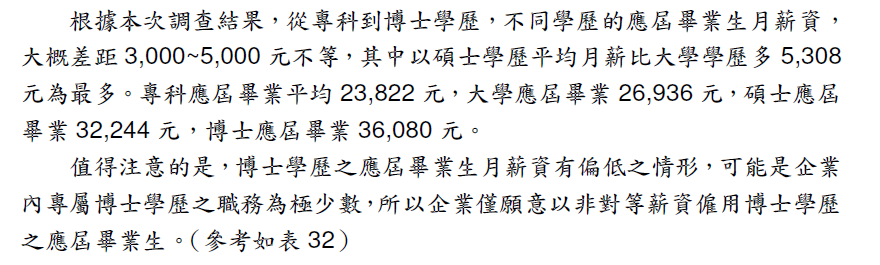 根據本次調查結果，從專科到博士學歷，不同學歷的應屆畢業生月薪資，
大概差距 3,000~5,000 元不等，其中以碩士學歷平均月薪比大學學歷多 5,308
元為最多。專科應屆畢業平均 23,822 元，大學應屆畢業 26,936 元，碩士應屆
畢業 32,244 元，博士應屆畢業 36,080 元。
值得注意的是，博士學歷之應屆畢業生月薪資有偏低之情形，可能是企業
內專屬博士學歷之職務為極少數，所以企業僅願意以非對等薪資僱用博士學歷
之應屆畢業生。（參考如表 32）